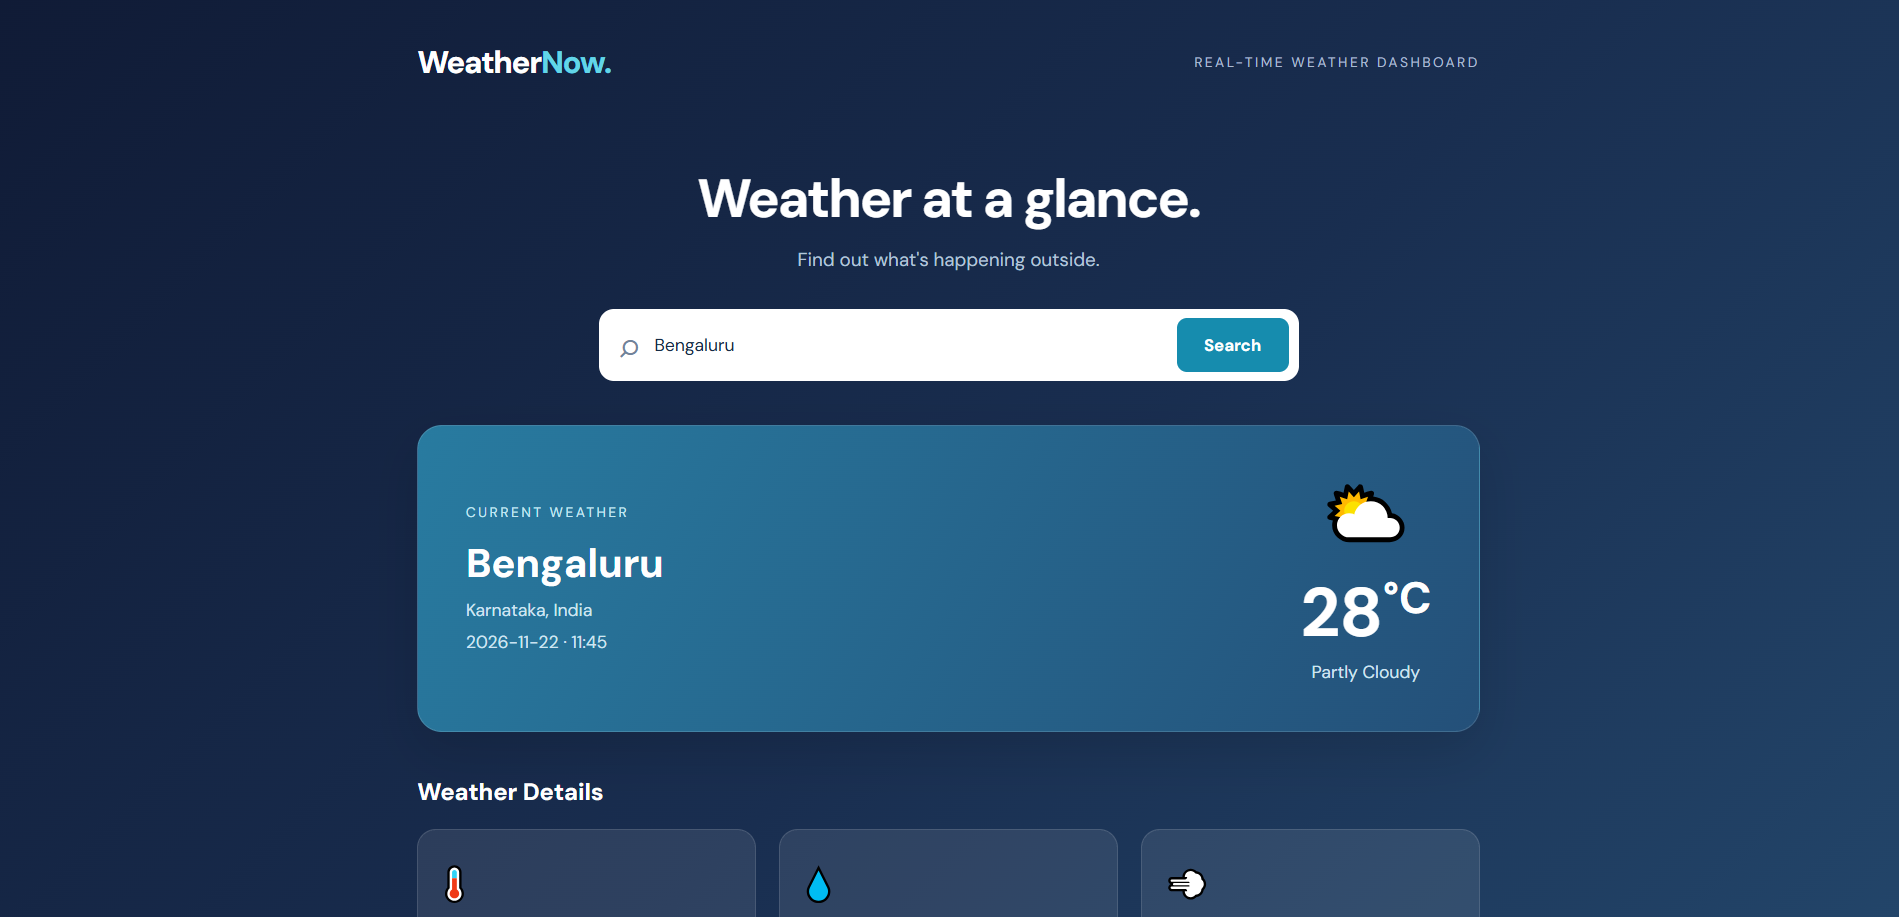 WeatherNow.
REAL-TIME WEATHER DASHBOARD
Weather at a glance.
Find out what's happening outside.
Bengaluru
Search
CURRENT WEATHER
Bengaluru
Karnataka, India
2026-11-22 · 11:45
28°C
Partly Cloudy
Weather Details